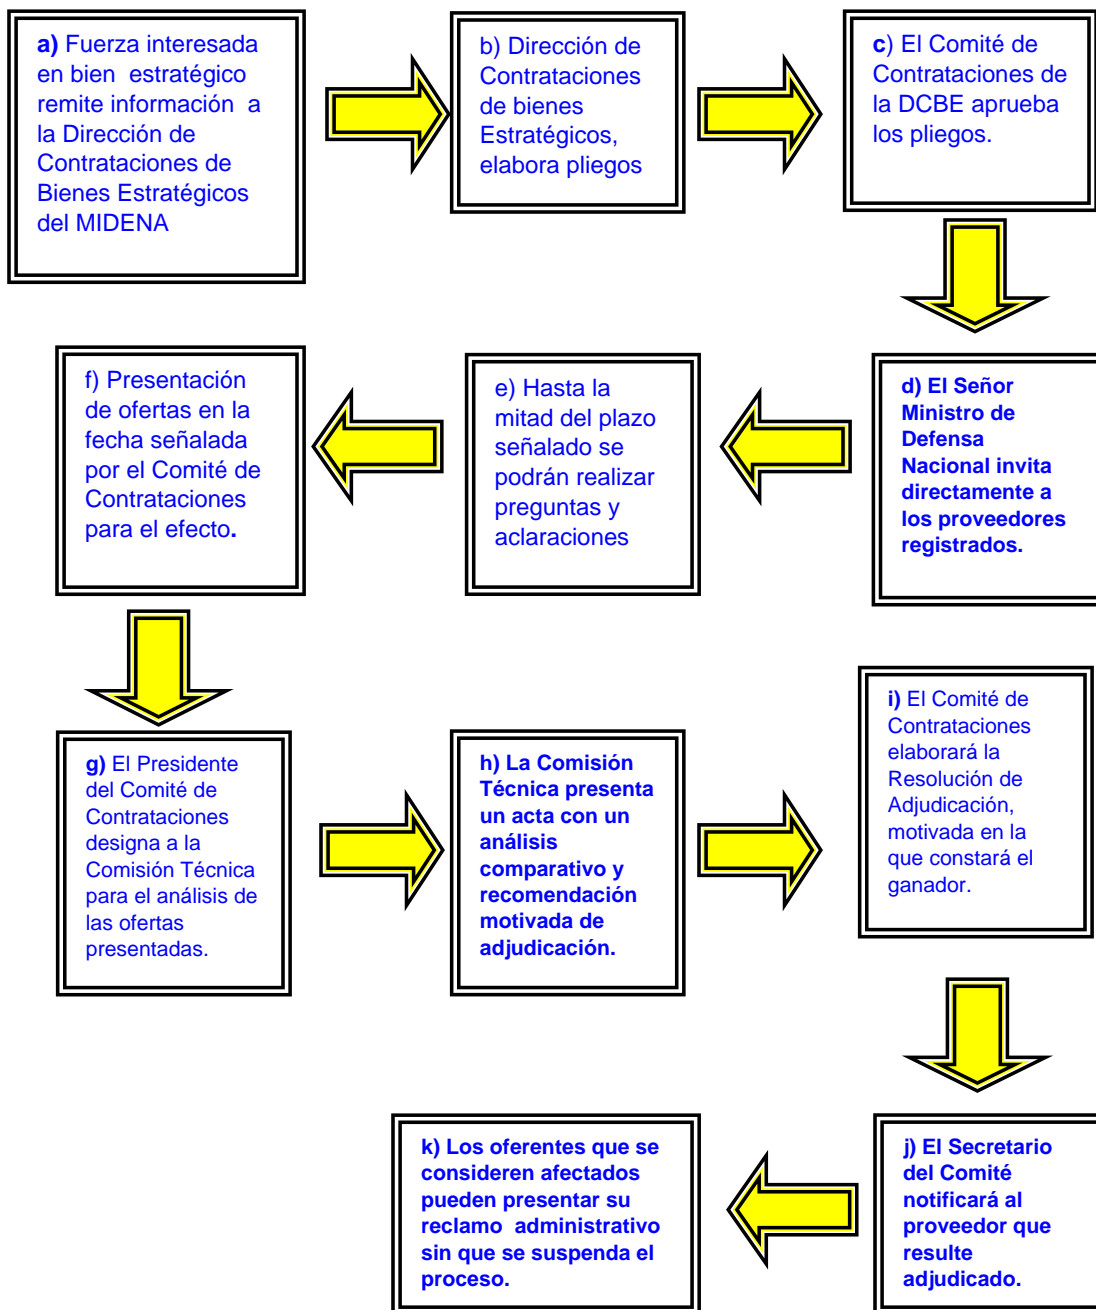 a) Fuerza interesada
en bien estratégico
remite información a
la Dirección de
Contrataciones de
Bienes Estratégicos
del MIDENA
b) Dirección de
Contrataciones
de bienes
Estratégicos,
elabora pliegos
c) El Comité de
Contrataciones de
la DCBE aprueba
los pliegos.
d) El Señor
Ministro de
Defensa
Nacional invita
directamente a
los proveedores
registrados.
e) Hasta la
mitad del plazo
señalado se
podrán realizar
preguntas y
aclaraciones
f) Presentación
de ofertas en la
fecha señalada
por el Comité de
Contrataciones
para el efecto.
g) El Presidente
del Comité de
Contrataciones
designa a la
Comisión Técnica
para el análisis de
las ofertas
presentadas.
h) La Comisión
Técnica presenta
un acta con un
análisis
comparativo y
recomendación
motivada de
adjudicación.
i) El Comité de
Contrataciones
elaborará la
Resolución de
Adjudicación,
motivada en la
que constará el
ganador.
j) El Secretario
del Comité
notificará al
proveedor que
resulte
adjudicado.
k) Los oferentes que se
consideren afectados
pueden presentar su
reclamo administrativo
sin que se suspenda el
proceso.